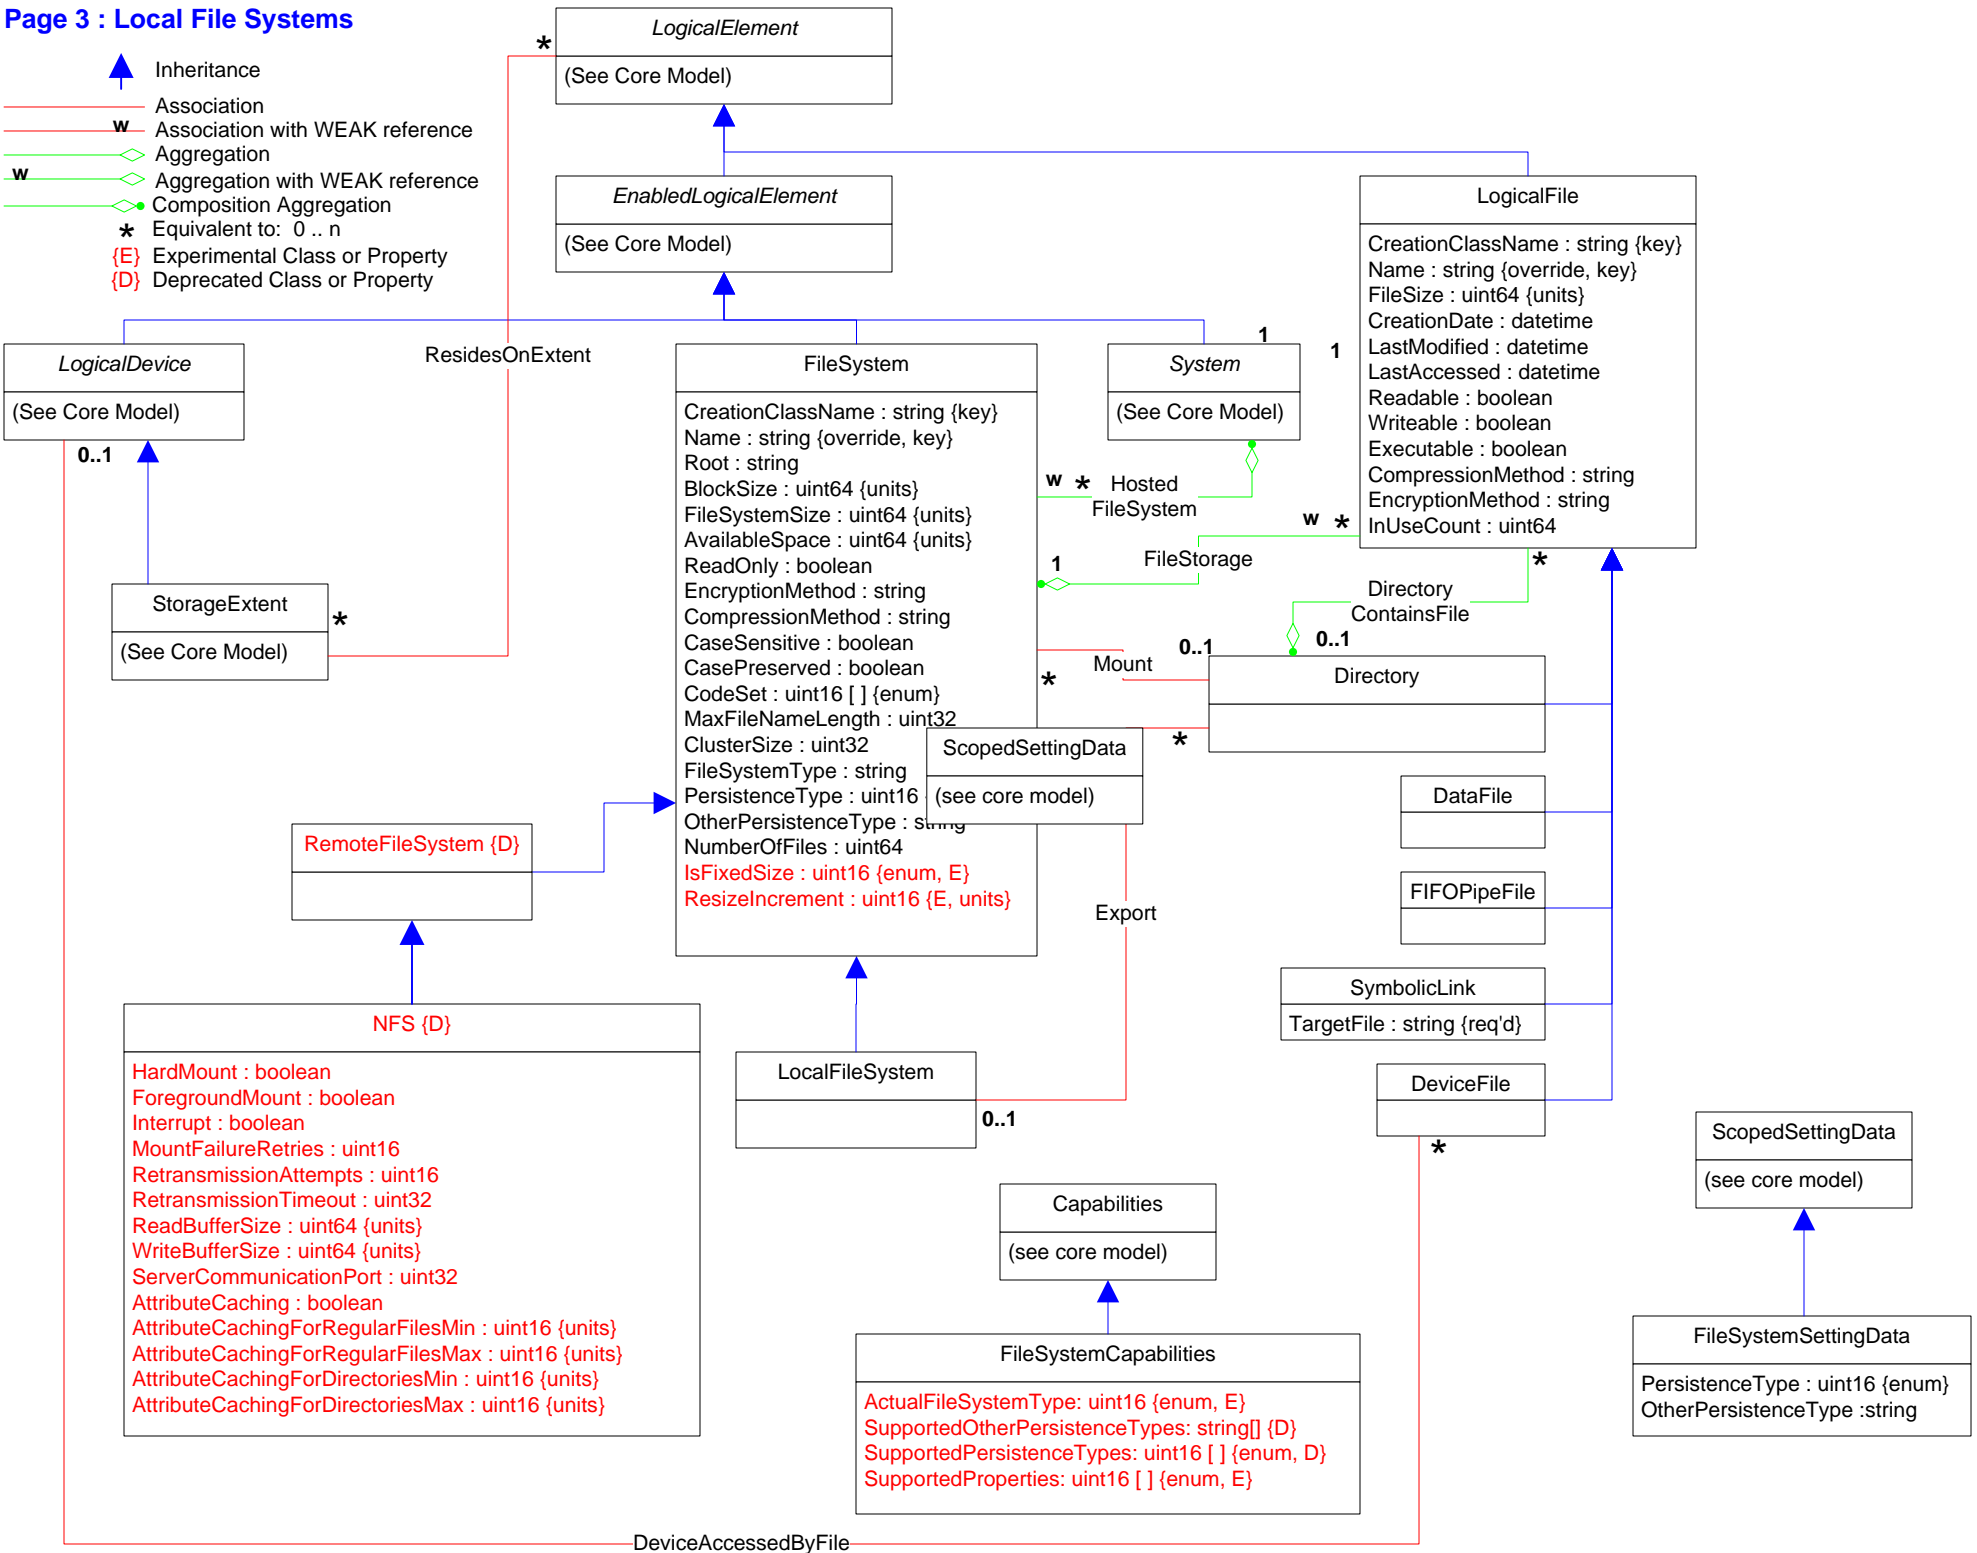 Page 3 : Local File Systems
Inheritance
Association
w
Association with WEAK reference
Aggregation
w
Aggregation with WEAK reference
Composition Aggregation
* Equivalent to: 0 .. n
{E} Experimental Class or Property
{D} Deprecated Class or Property
*
LogicalElement
(See Core Model)
EnabledLogicalElement
(See Core Model)
LogicalFile
CreationClassName : string {key}
Name : string {override, key}
FileSize : uint64 {units}
CreationDate : datetime
LastModified : datetime
LastAccessed : datetime
Readable : boolean
Writeable : boolean
Executable : boolean
CompressionMethod : string
EncryptionMethod : string
InUseCount : uint64
LogicalDevice
(See Core Model)
0..1
ResidesOnExtent
StorageExtent
(See Core Model)
*
FileSystem
CreationClassName : string {key}
Name : string {override, key}
Root : string
BlockSize : uint64 {units}
FileSystemSize : uint64 {units}
AvailableSpace : uint64 {units}
ReadOnly : boolean
EncryptionMethod : string
CompressionMethod : string
CaseSensitive : boolean
CasePreserved : boolean
CodeSet : uint16 [ ] {enum}
MaxFileNameLength : uint32
ClusterSize : uint32
FileSystemType : string
PersistenceType : uint16
OtherPersistenceType : string
NumberOfFiles : uint64
IsFixedSize : uint16 {enum, E}
ResizeIncrement : uint16 {E, units}
1
1
System
(See Core Model)
w *
Hosted
FileSystem
w *
1
FileStorage
*
Directory
ContainsFile
0..1
0..1
Mount
*
Directory
*
ScopedSettingData
(see core model)
DataFile
FIFOPipeFile
SymbolicLink
TargetFile : string {req'd}
DeviceFile
*
Export
RemoteFileSystem {D}
NFS {D}
HardMount : boolean
ForegroundMount : boolean
Interrupt : boolean
MountFailureRetries : uint16
RetransmissionAttempts : uint16
RetransmissionTimeout : uint32
ReadBufferSize : uint64 {units}
WriteBufferSize : uint64 {units}
ServerCommunicationPort : uint32
AttributeCaching : boolean
AttributeCachingForRegularFilesMin : uint16 {units}
AttributeCachingForRegularFilesMax : uint16 {units}
AttributeCachingForDirectoriesMin : uint16 {units}
AttributeCachingForDirectoriesMax : uint16 {units}
LocalFileSystem
0..1
Capabilities
(see core model)
FileSystemCapabilities
ActualFileSystemType: uint16 {enum, E}
SupportedOtherPersistenceTypes: string[] {D}
SupportedPersistenceTypes: uint16 [ ] {enum, D}
SupportedProperties: uint16 [ ] {enum, E}
ScopedSettingData
(see core model)
FileSystemSettingData
PersistenceType : uint16 {enum}
OtherPersistenceType :string
DeviceAccessedByFile